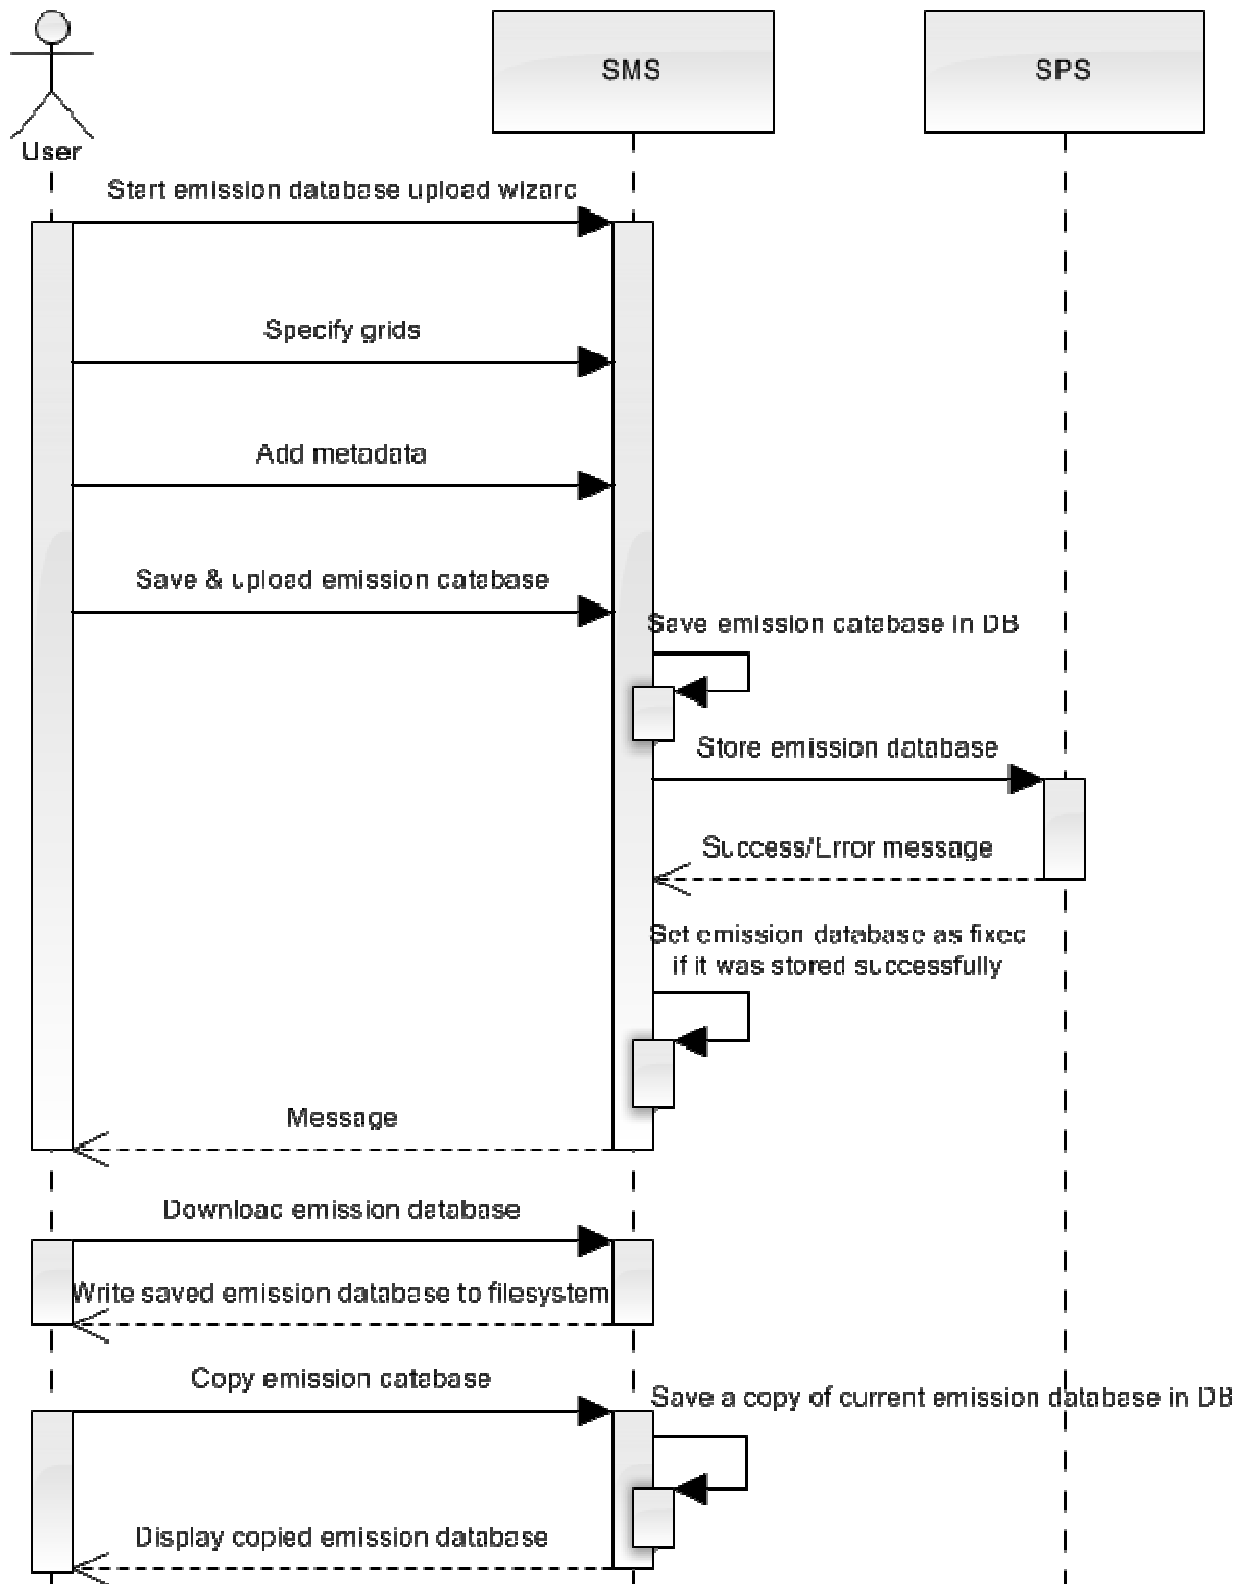 SMS
SPS
User
Start emission database upload wizard
Specify grids
Add metadata
Save & upload emission database
Save emission database in DB
Store emission database
Success/Error message
Set emission database as fixed
if it was stored successfully
Message
Download emission database
Write saved emission database to filesystem
Copy emission database
Save a copy of current emission database in DB
Display copied emission database